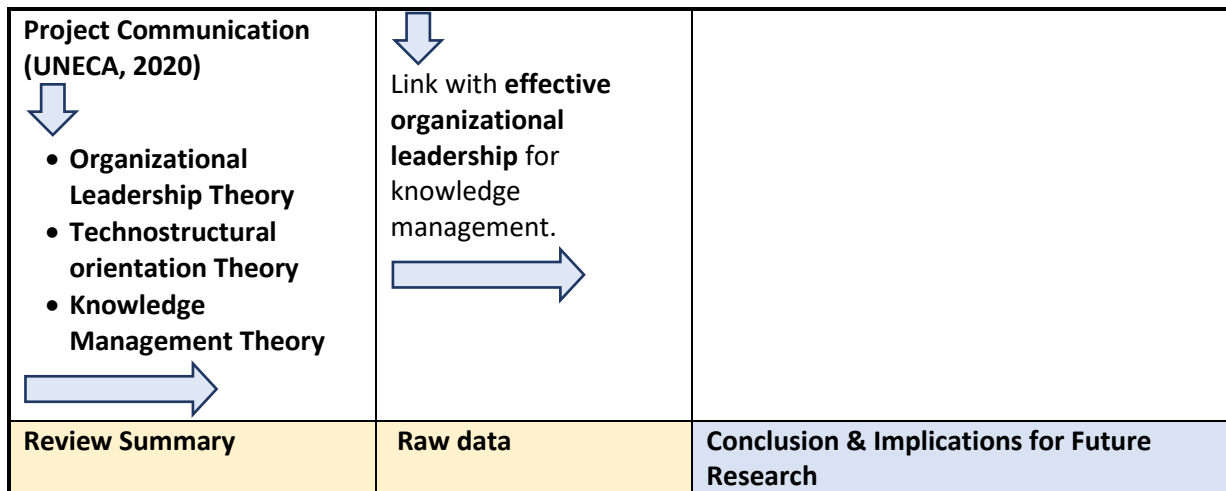 Project Communication
(UNECA, 2020)
• Organizational
Leadership Theory
• Technostructural
orientation Theory
• Knowledge
Management Theory
Link with effective
organizational
leadership for
knowledge
management.
Review Summary
Raw data
Conclusion & Implications for Future
Research